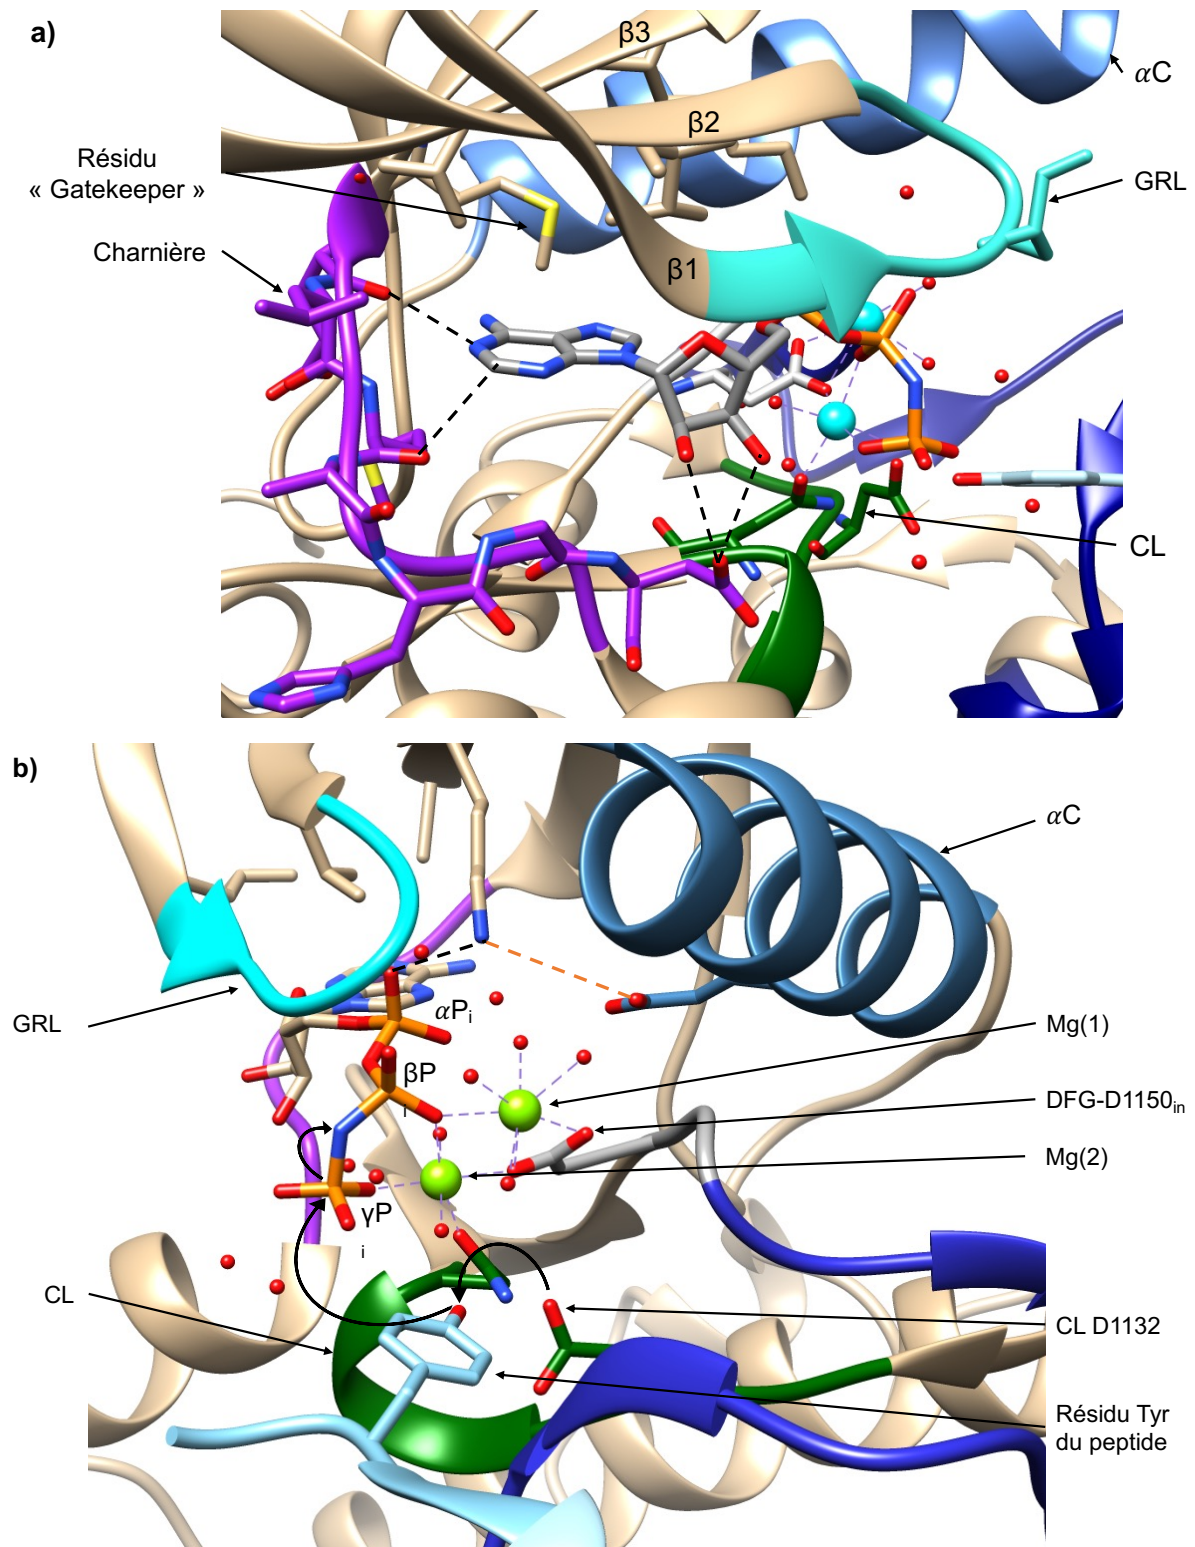 a)
β3
αC
β2
Résidu
« Gatekeeper »
GRL
Charnière
β1
CL
b)
αC
αPi
GRL
Mg(1)
βP
i
DFG-D1150in
Mg(2)
γP
i
CL
CL D1132
Résidu Tyr
du peptide